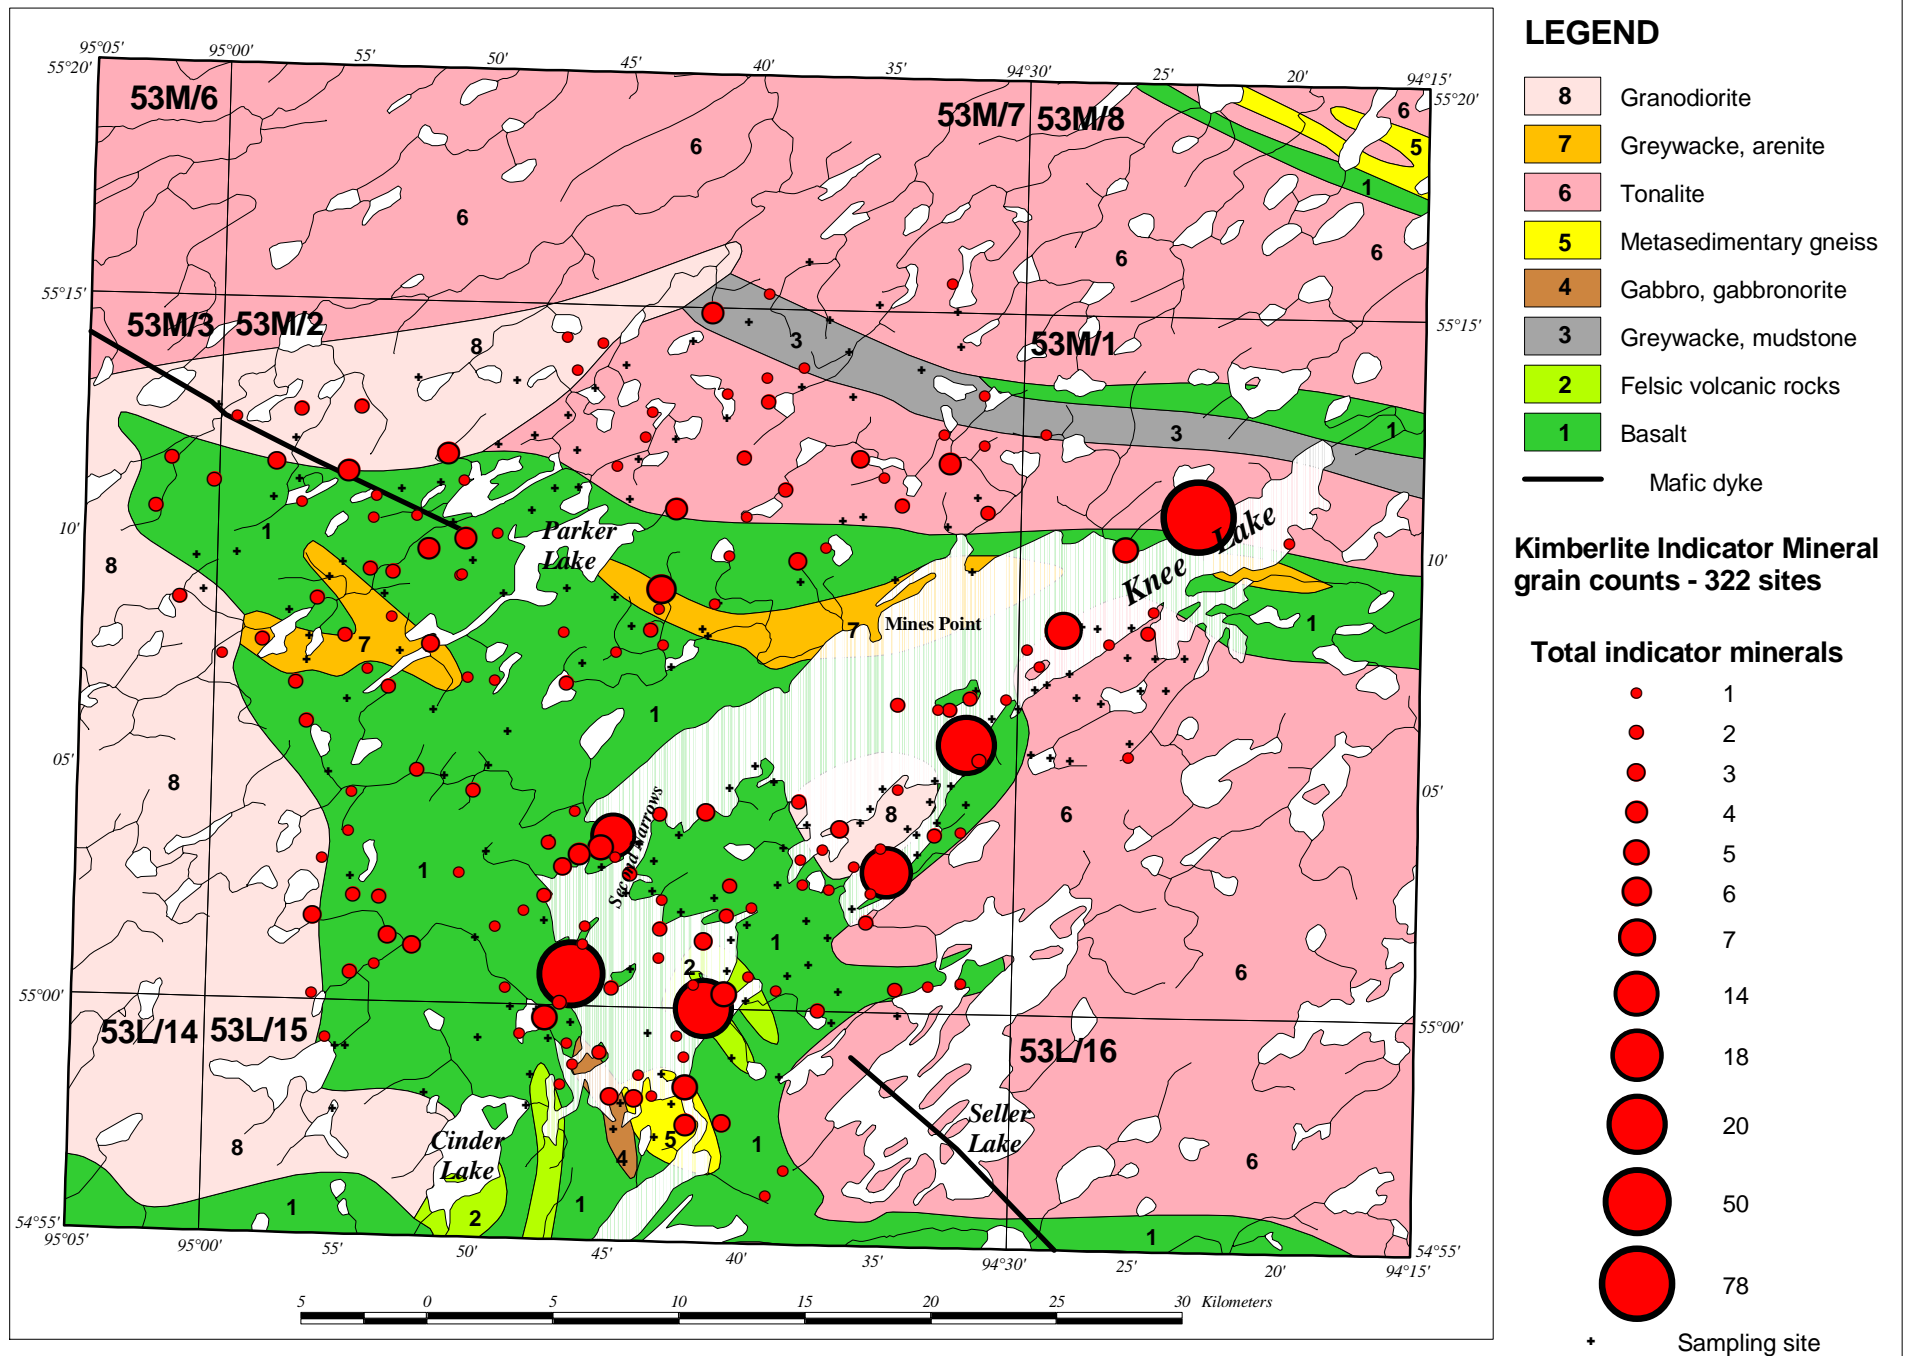 95°05'
95°00'
55'
50'
45'
40'
35'
94°30'
25'
20'
94°15'
55°20'
55°20'
53M/6
53M/7
53M/8
6
6
6
6
6
5
1
55°15'
55°15'
53M/3
53M/2
53M/1
8
3
3
1
10'
10'
1
8
Parker
Lake
Knee
Lake
7
7
Mines Point
1
1
05'
05'
8
1
8
6
Second Narrows
1
2
6
55°00'
55°00'
53L/14
53L/15
53L/16
Cinder
Lake
Seller
Lake
8
4
5
1
6
1
2
1
1
54°55'
54°55'
95°05'
95°00'
55'
50'
45'
40'
35'
94°30'
25'
20'
94°15'
5
0
5
10
15
20
25
30
Kilometers
LEGEND
8 Granodiorite
7 Greywacke, arenite
6 Tonalite
5 Metasedimentary gneiss
4 Gabbro, gabbronorite
3 Greywacke, mudstone
2 Felsic volcanic rocks
1 Basalt
Mafic dyke
Kimberlite Indicator Mineral
grain counts - 322 sites
Total indicator minerals
1
2
3
4
5
6
7
14
18
20
50
78
Sampling site